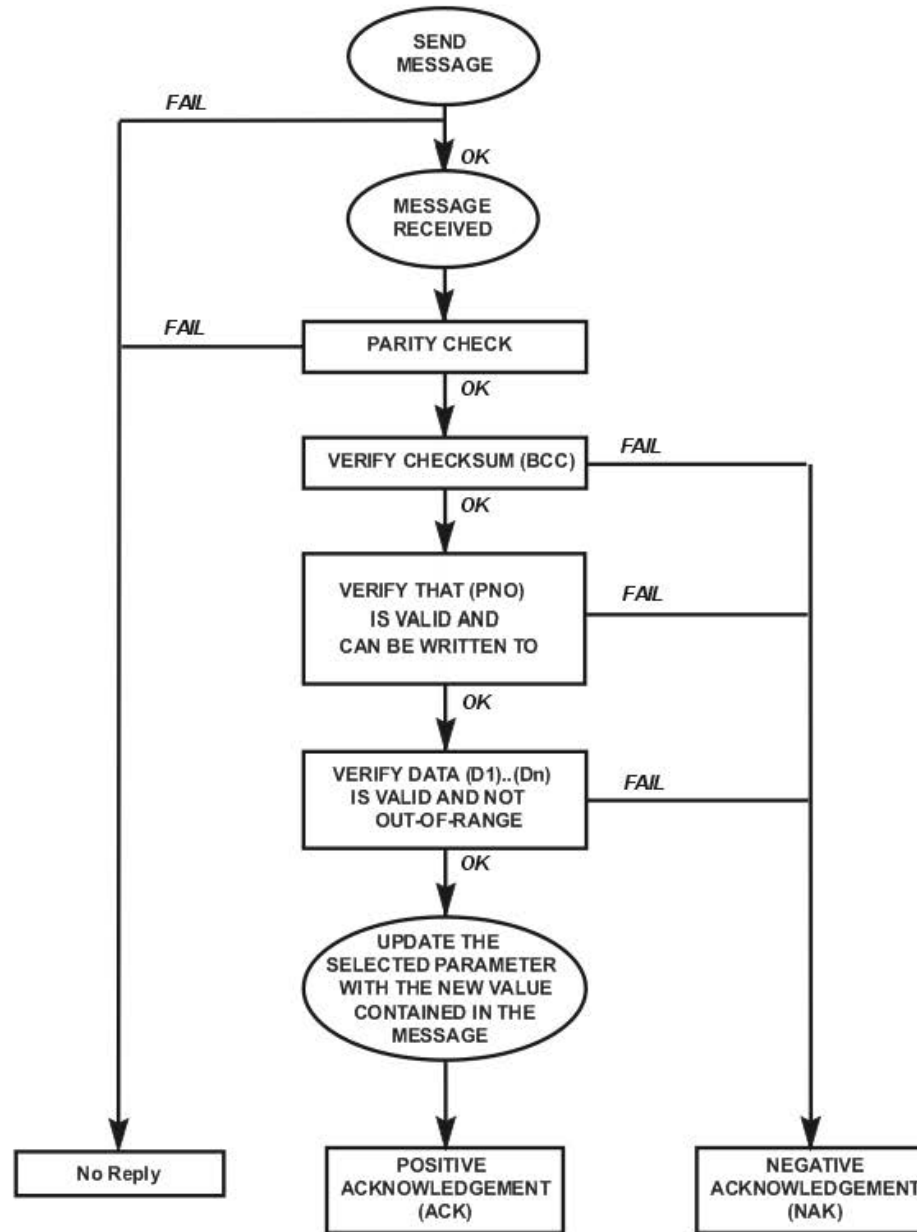 SEND
MESSAGE
FAIL
OK
MESSAGE
RECEIVED
FAIL
PARITY CHECK
OK
VERIFY CHECKSUM (BCC)
FAIL
OK
VERIFY THAT (PNO)
IS VALID AND
CAN BE WRITTEN TO
FAIL
OK
VERIFY DATA (D1)..(Dn)
IS VALID AND NOT
OUT-OF-RANGE
FAIL
OK
UPDATE THE
SELECTED PARAMETER
WITH THE NEW VALUE
CONTAINED IN THE
MESSAGE
No Reply
POSITIVE
ACKNOWLEDGEMENT
(ACK)
NEGATIVE
ACKNOWLEDGEMENT
(NAK)